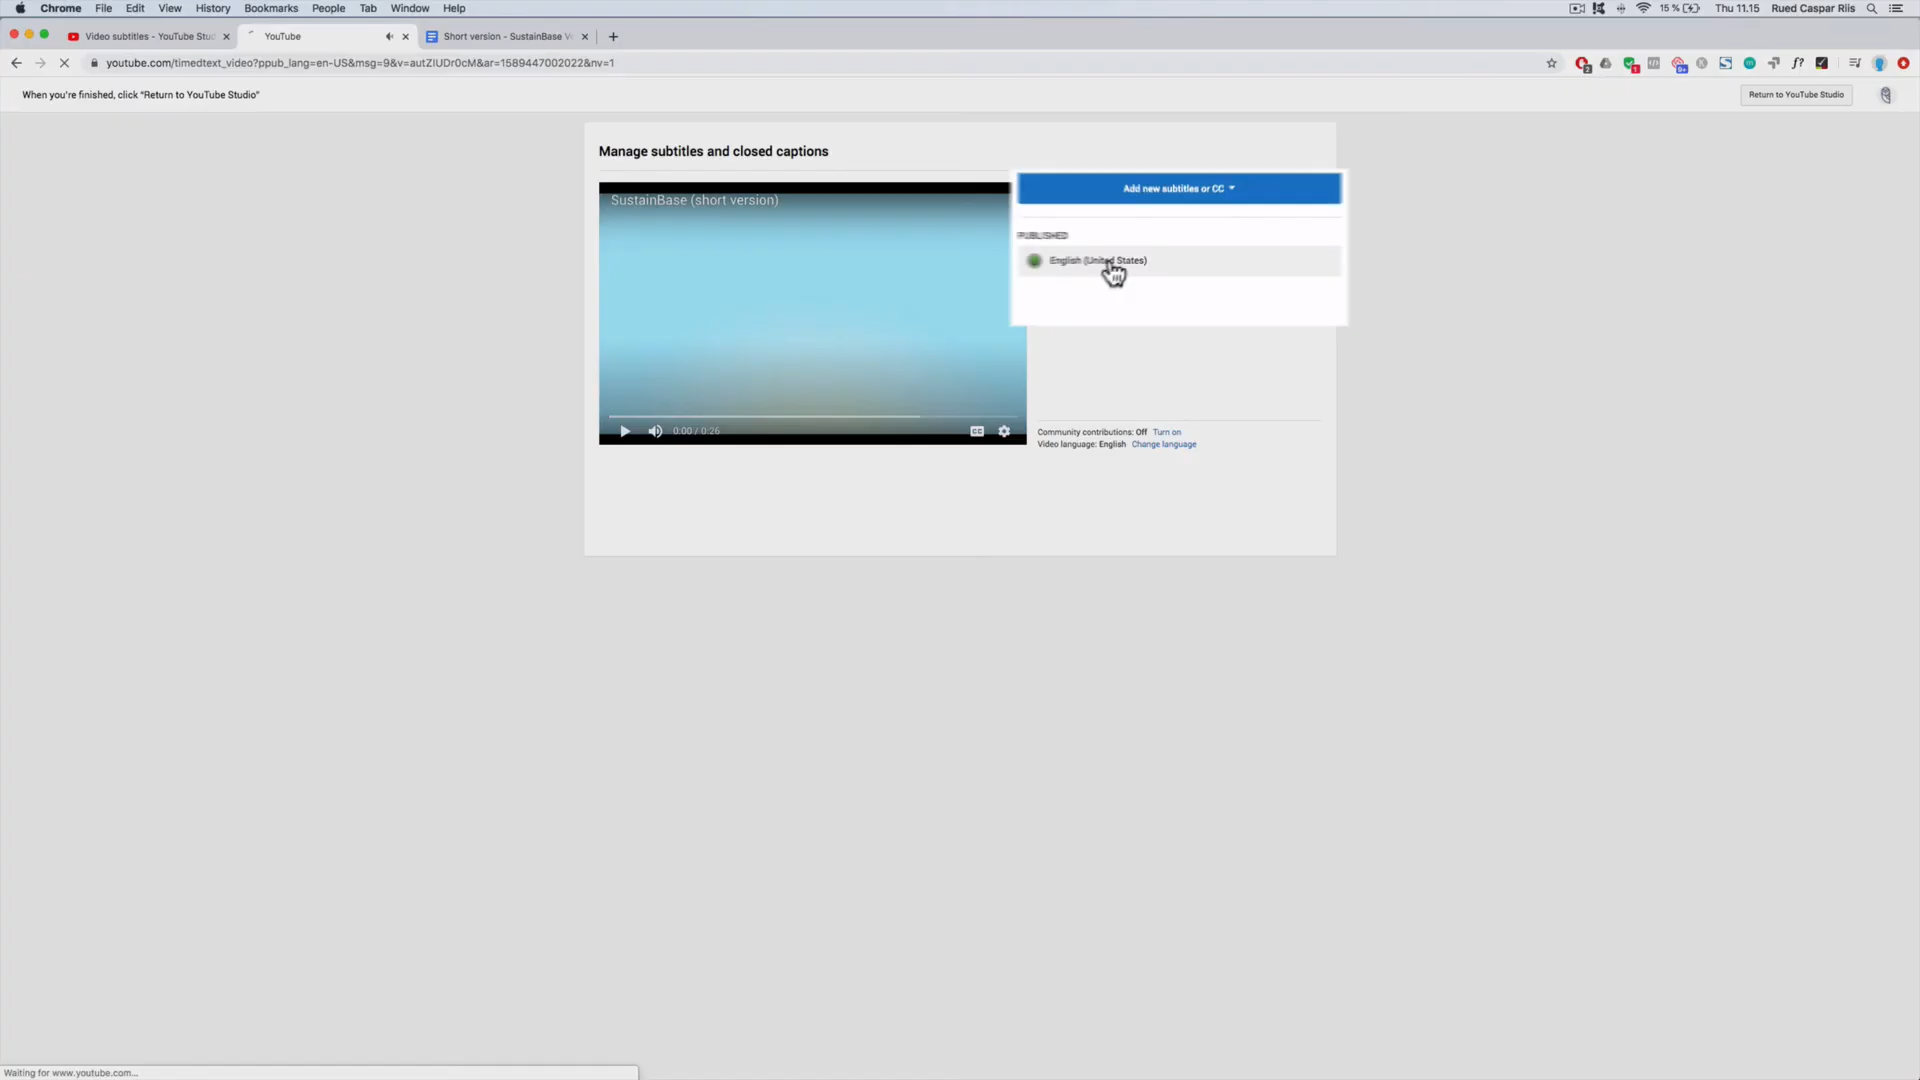 Chrome File Edit View History Bookmarks People Tab Window Help 15 % Thu 11.15 Rued Caspar Riis
Video subtitles - YouTube Stu YouTube Short version - SustainBase V
youtube.com/timedtext_video?ppub_lang=en-US&msg=9&v=autZIUDr0cM&ar=1589447002022&nv=1
When you're finished, click "Return to YouTube Studio" Return to YouTube Studio
Manage subtitles and closed captions
Add new subtitles or CC
SustainBase (short version)
PUBLISHED
English (United States)
0:00 / 0:26 CC
Community contributions: Off Turn on
Video language: English Change language
Waiting for www.youtube.com...